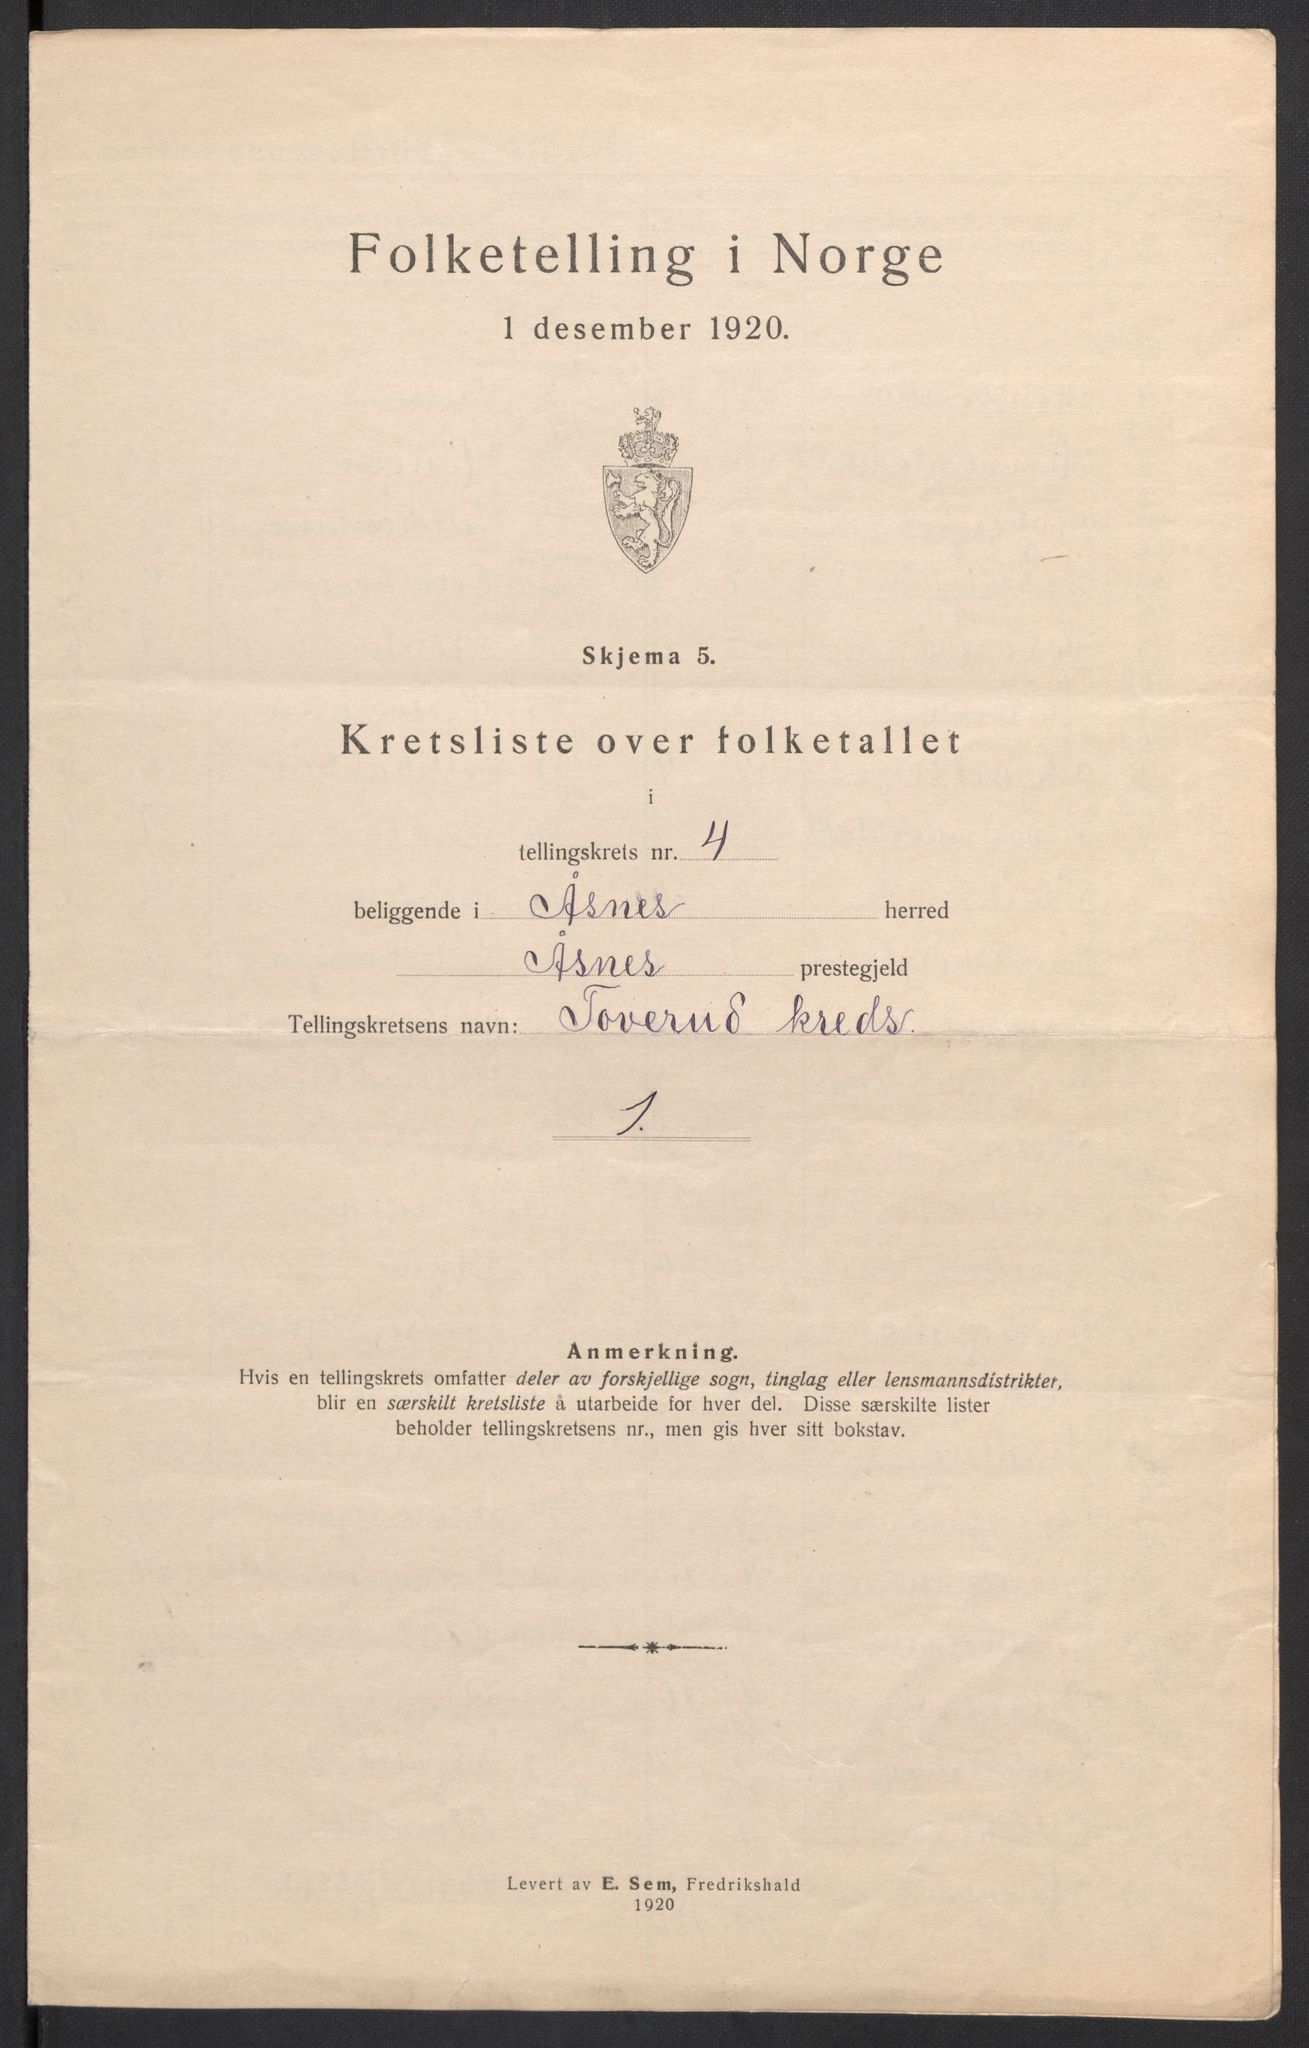 Folketelling i Norge
1 desember 1920.
Skjema 5.
Kretsliste over folketallet
i
tellingskrets nr. 4
beliggende i Åsnes herred
Åsnes prestegjeld
Tellingskretsens navn: Toverud kreds.
1.
Anmerkning.
Hvis en tellingskrets omfatter deler av forskjellige sogn, tinglag eller lensmannsdistrikter,
blir en særskilt kretsliste å utarbeide for hver del. Disse særskilte lister
beholder tellingskretsens nr., men gis hver sitt bokstav.
Levert av E. Sem, Fredrikshald
1920